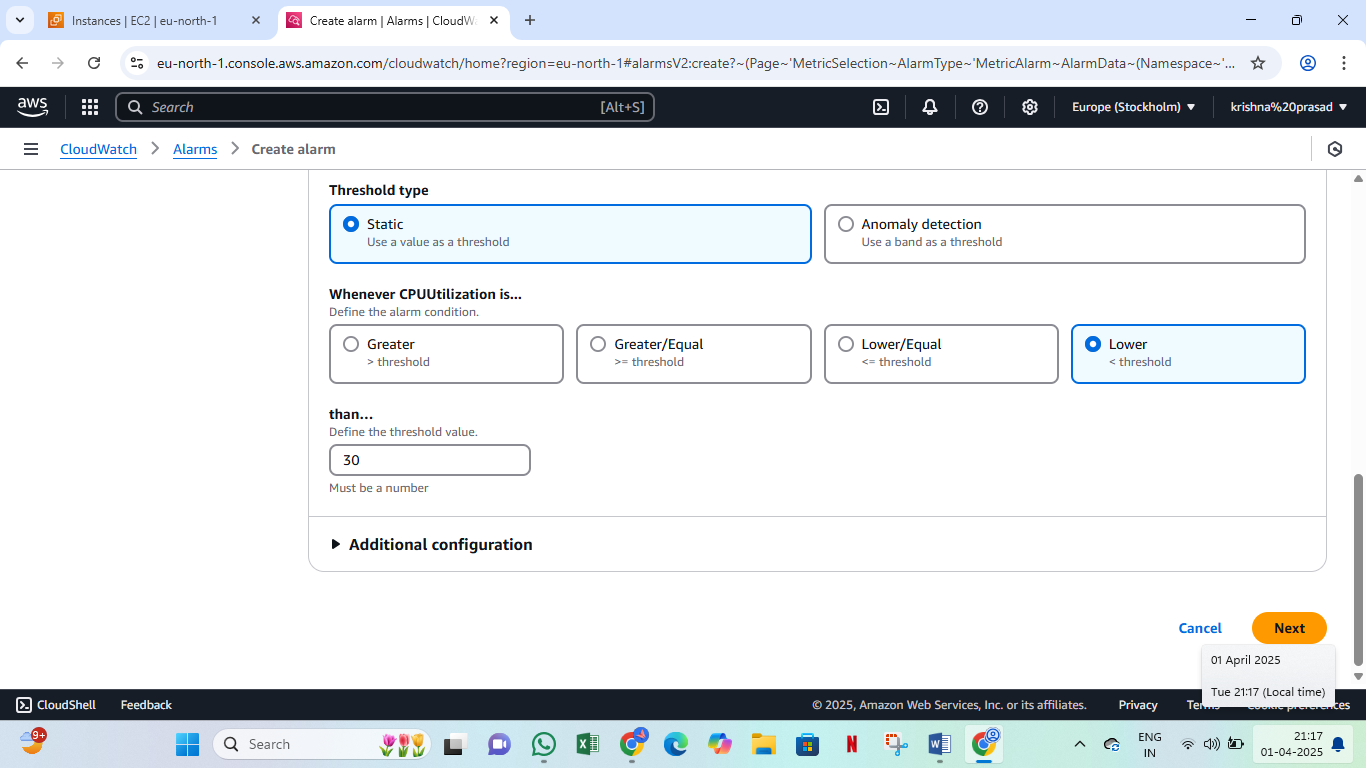 Instances | EC2 | eu-north-1
Create alarm | Alarms | CloudW
eu-north-1.console.aws.amazon.com/cloudwatch/home?region=eu-north-1#alarmsV2:create?~(Page~'MetricSelection~AlarmType~'MetricAlarm~AlarmData~(Namespace~'...
aws
Search
[Alt+S]
Europe (Stockholm)
krishna%20prasad
CloudWatch
Alarms
Create alarm
Threshold type
Static
Use a value as a threshold
Anomaly detection
Use a band as a threshold
Whenever CPUUtilization is...
Define the alarm condition.
Greater
> threshold
Greater/Equal
>= threshold
Lower/Equal
<= threshold
Lower
< threshold
than...
Define the threshold value.
30
Must be a number
Additional configuration
Cancel
Next
01 April 2025
Tue 21:17 (Local time)
CloudShell
Feedback
© 2025, Amazon Web Services, Inc. or its affiliates.
Privacy
Terms
Cookie preferences
9+
Search
N
W
ENG
IN
21:17
01-04-2025